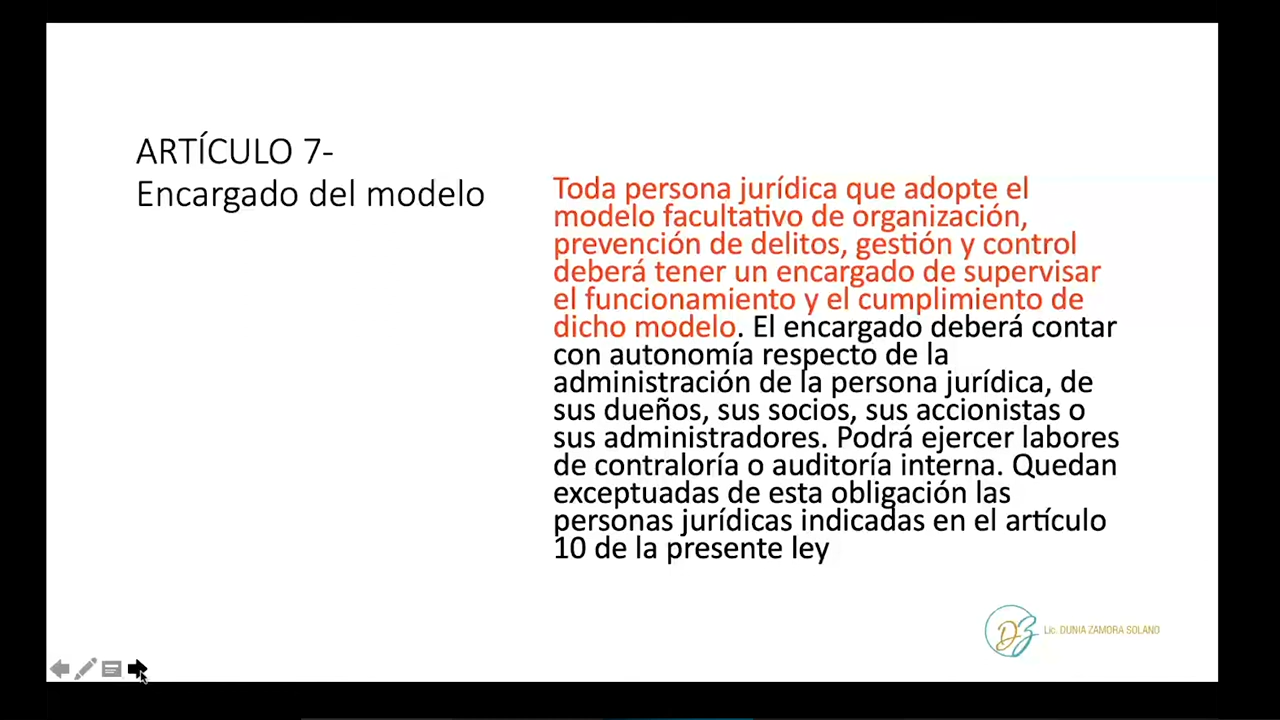 ARTÍCULO 7-
Encargado del modelo
Toda persona jurídica que adopte el
modelo facultativo de organización,
prevención de delitos, gestión y control
deberá tener un encargado de supervisar
el funcionamiento y el cumplimiento de
dicho modelo. El encargado deberá contar
con autonomía respecto de la
administración de la persona jurídica, de
sus dueños, sus socios, sus accionistas o
sus administradores. Podrá ejercer labores
de contraloría o auditoría interna. Quedan
exceptuadas de esta obligación las
personas jurídicas indicadas en el artículo
10 de la presente ley
DZ Lic. DUNIA ZAMORA SOLANO